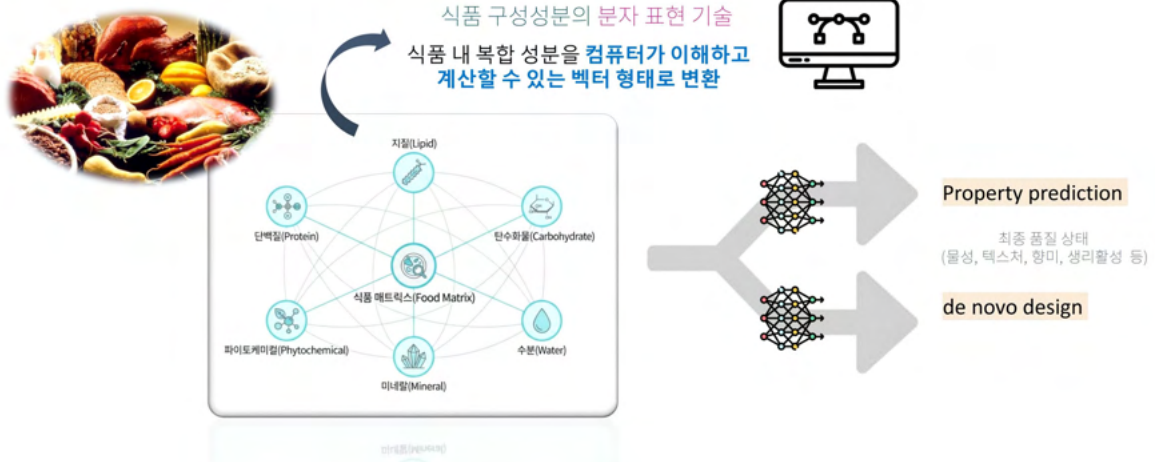 식품 구성성분의 분자 표현 기술
식품 내 복합 성분을 컴퓨터가 이해하고
계산할 수 있는 벡터 형태로 변환
지질(Lipid)
단백질(Protein)
탄수화물(Carbohydrate)
식품 매트릭스(Food Matrix)
파이토케미컬(Phytochemical)
수분(Water)
미네랄(Mineral)
Property prediction
최종 품질 상태
(물성, 텍스처, 향미, 생리활성 등)
de novo design